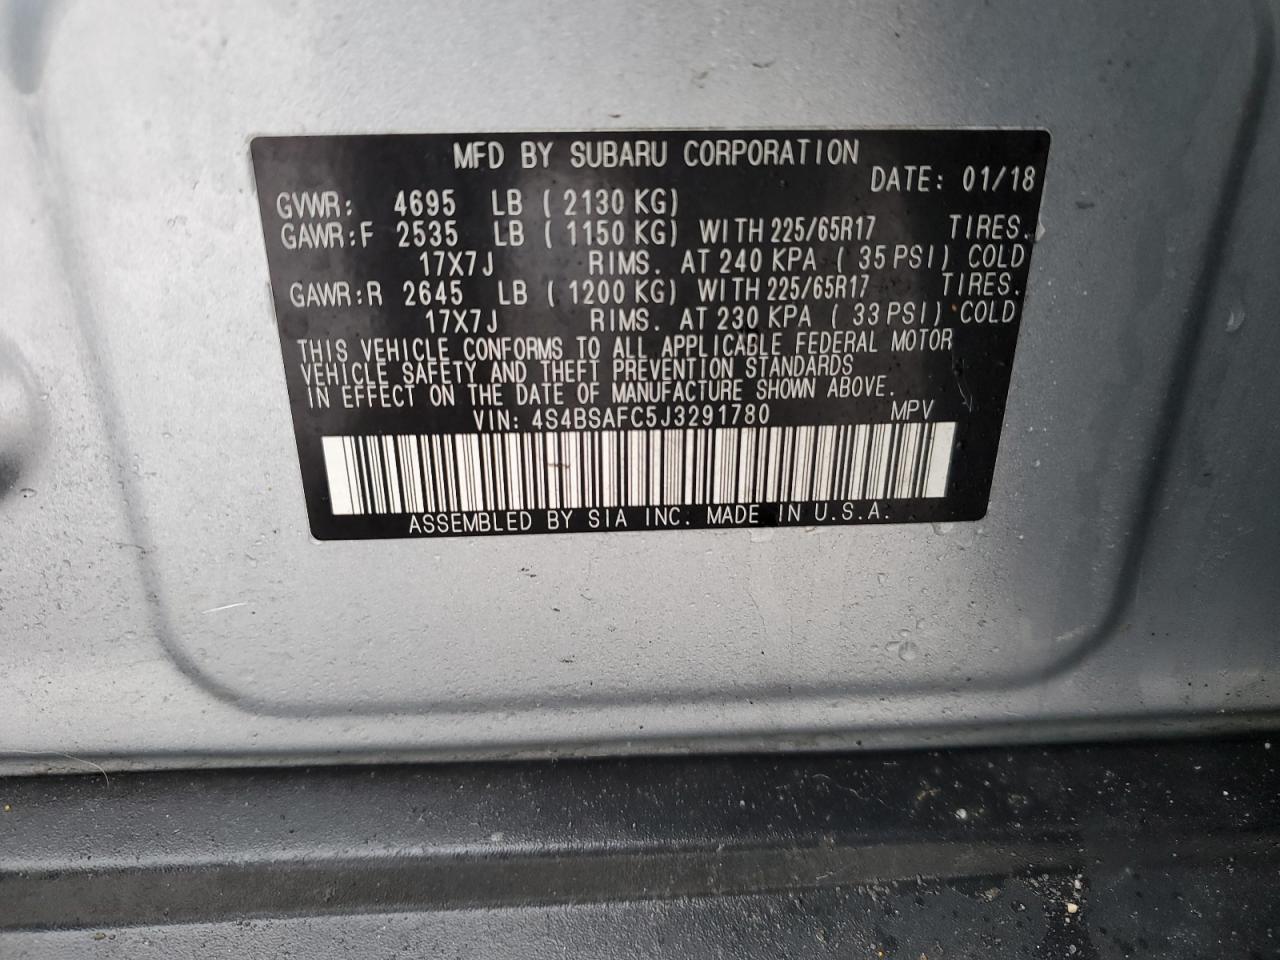 MFD BY SUBARU CORPORATION
DATE: 01/18
GVWR: 4695 LB ( 2130 KG)
GAWR:F 2535 LB ( 1150 KG) WITH 225/65R17 TIRES.
17X7J RIMS. AT 240 KPA ( 35 PSI) COLD
GAWR:R 2645 LB ( 1200 KG) WITH 225/65R17 TIRES.
17X7J RIMS. AT 230 KPA ( 33 PSI) COLD
THIS VEHICLE CONFORMS TO ALL APPLICABLE FEDERAL MOTOR
VEHICLE SAFETY AND THEFT PREVENTION STANDARDS
IN EFFECT ON THE DATE OF MANUFACTURE SHOWN ABOVE.
VIN: 4S4BSAFC5J3291780 MPV
ASSEMBLED BY SIA INC. MADE IN U.S.A.